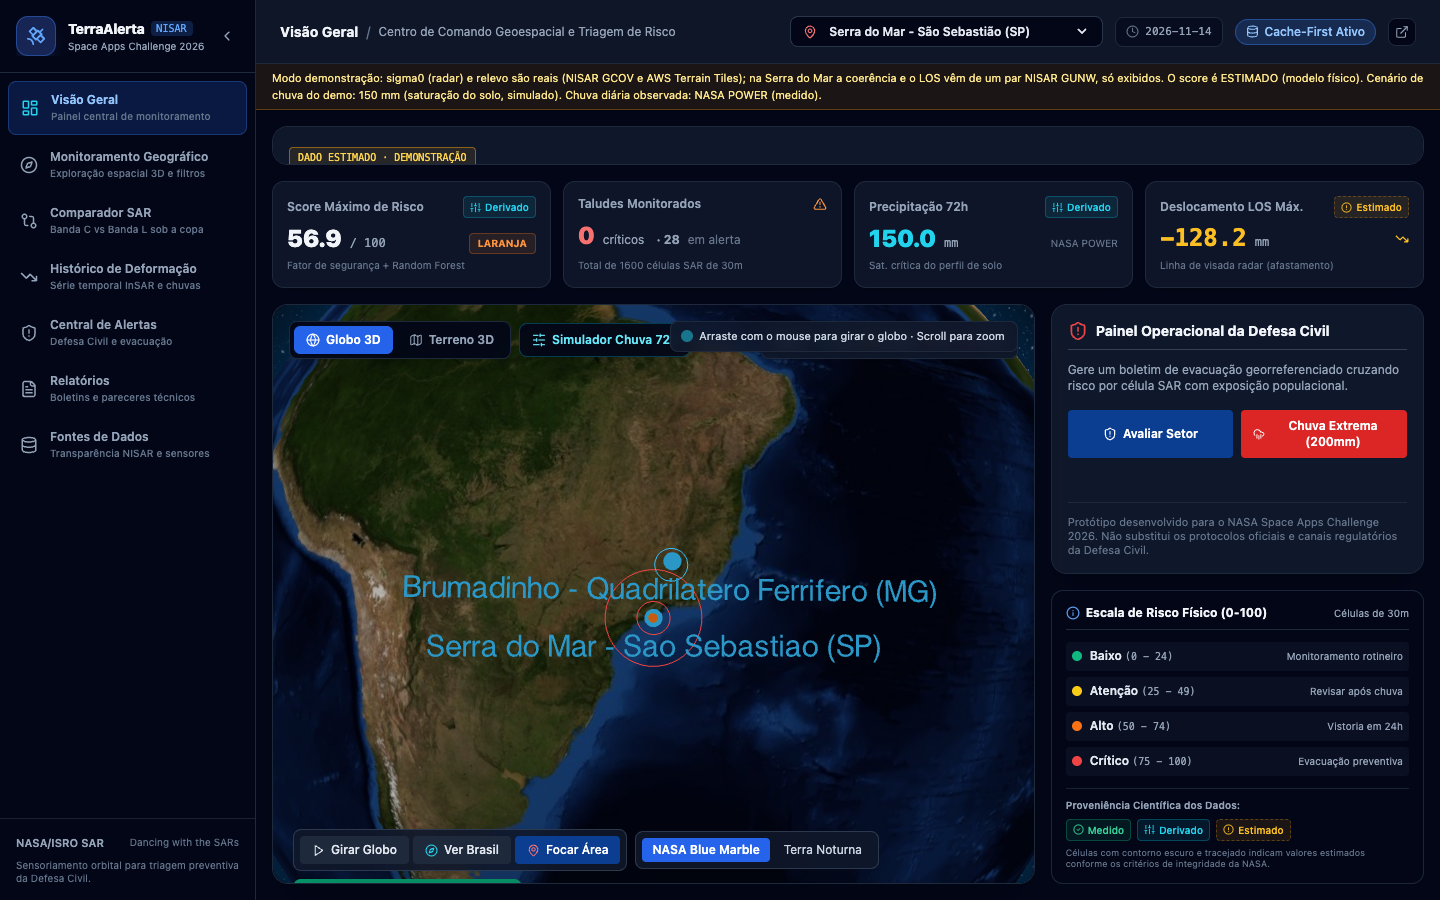 TerraAlerta NISAR
Space Apps Challenge 2026
Visão Geral
Painel central de monitoramento
Monitoramento Geográfico
Exploração espacial 3D e filtros
Comparador SAR
Banda C vs Banda L sob a copa
Histórico de Deformação
Série temporal InSAR e chuvas
Central de Alertas
Defesa Civil e evacuação
Relatórios
Boletins e pareceres técnicos
Fontes de Dados
Transparência NISAR e sensores
NASA/ISRO SAR Dancing with the SARs
Sensoriamento orbital para triagem preventiva
da Defesa Civil.
Visão Geral / Centro de Comando Geoespacial e Triagem de Risco
Serra do Mar - São Sebastião (SP)
2026-11-14
Cache-First Ativo
Modo demonstração: sigma0 (radar) e relevo são reais (NISAR GCOV e AWS Terrain Tiles); na Serra do Mar a coerência e o LOS vêm de um par NISAR GUNW, só exibidos. O score é ESTIMADO (modelo físico). Cenário de
chuva do demo: 150 mm (saturação do solo, simulado). Chuva diária observada: NASA POWER (medido).
DADO ESTIMADO · DEMONSTRAÇÃO
Score Máximo de Risco Derivado
56.9 / 100 LARANJA
Fator de segurança + Random Forest
Taludes Monitorados
0 críticos · 28 em alerta
Total de 1600 células SAR de 30m
Precipitação 72h Derivado
150.0 mm NASA POWER
Sat. crítica do perfil de solo
Deslocamento LOS Máx. Estimado
−128.2 mm
Linha de visada radar (afastamento)
Globo 3D
Terreno 3D
Simulador Chuva 72
Arraste com o mouse para girar o globo · Scroll para zoom
Brumadinho - Quadrilatero Ferrifero (MG)
Serra do Mar - Sao Sebastiao (SP)
Girar Globo
Ver Brasil
Focar Área
NASA Blue Marble
Terra Noturna
Painel Operacional da Defesa Civil
Gere um boletim de evacuação georreferenciado cruzando
risco por célula SAR com exposição populacional.
Avaliar Setor
Chuva Extrema
(200mm)
Protótipo desenvolvido para o NASA Space Apps Challenge
2026. Não substitui os protocolos oficiais e canais regulatórios
da Defesa Civil.
Escala de Risco Físico (0-100) Células de 30m
Baixo (0 – 24) Monitoramento rotineiro
Atenção (25 – 49) Revisar após chuva
Alto (50 – 74) Vistoria em 24h
Crítico (75 – 100) Evacuação preventiva
Proveniência Científica dos Dados:
Medido Derivado Estimado
Células com contorno escuro e tracejado indicam valores estimados
conforme os critérios de integridade da NASA.